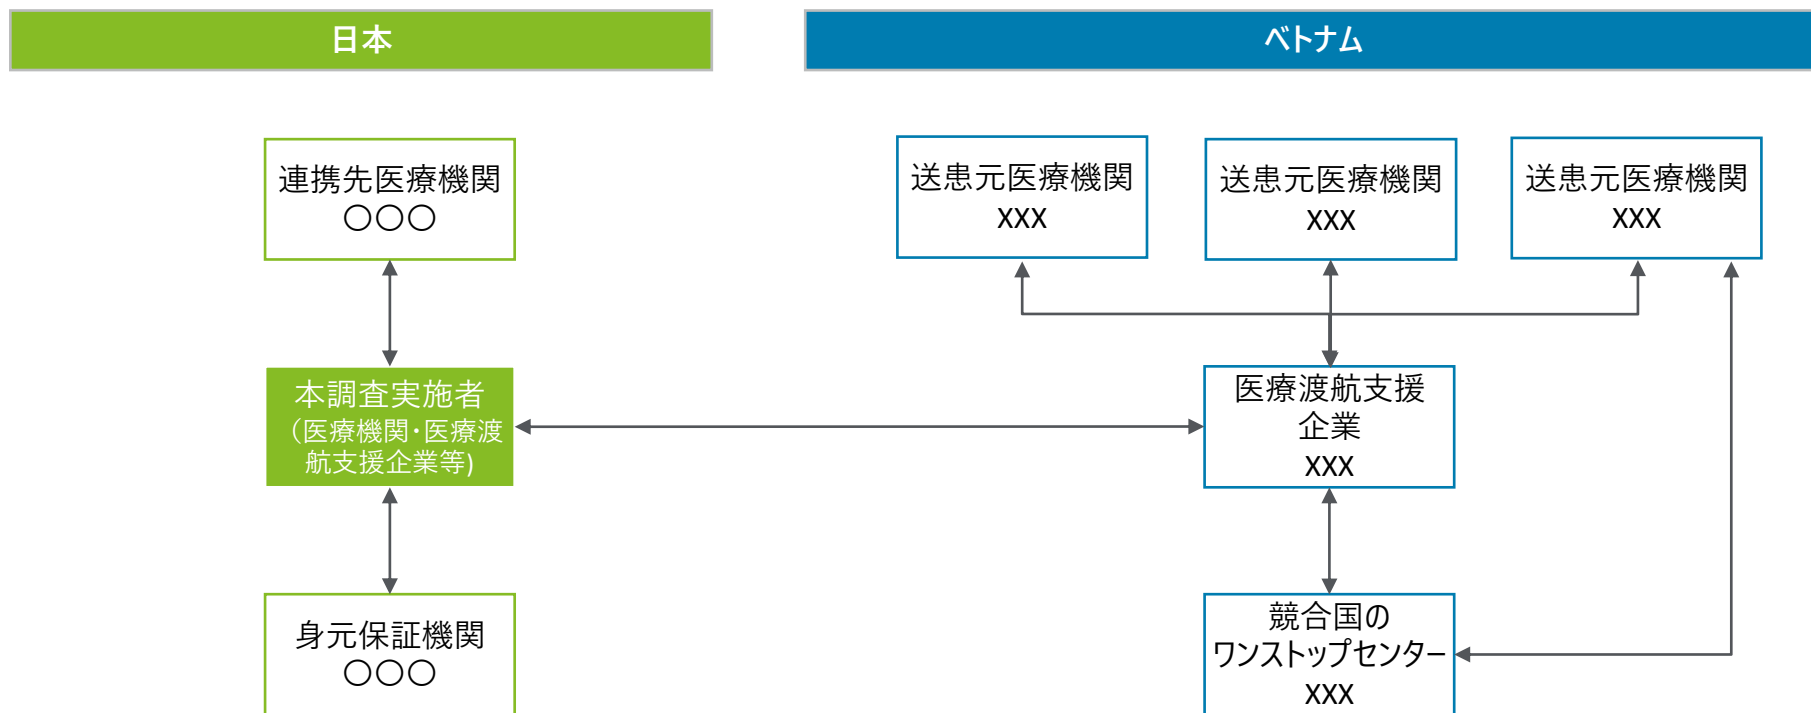 日本
ベトナム
連携先医療機関
〇〇〇
送患元医療機関
XXX
送患元医療機関
XXX
送患元医療機関
XXX
本調査実施者
（医療機関・医療渡
航支援企業等)
医療渡航支援
企業
XXX
身元保証機関
〇〇〇
競合国の
ワンストップセンター
XXX